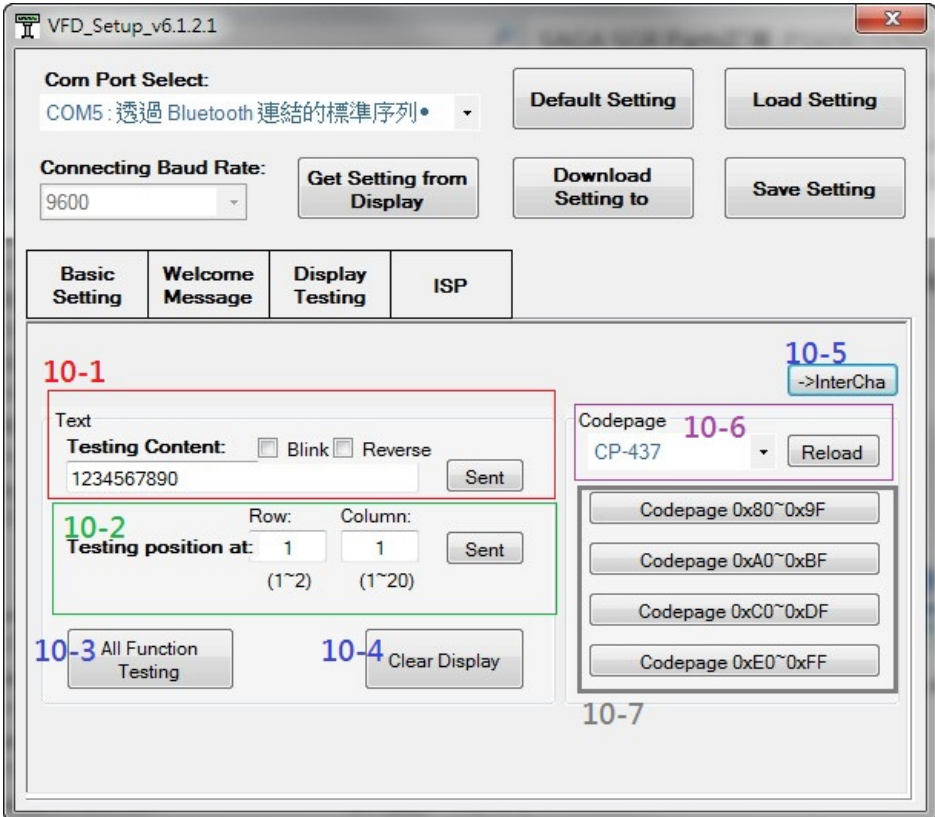 VFD_Setup_v6.1.2.1
Com Port Select:
COM5 : 透過 Bluetooth 連結的標準序列•
Default Setting
Load Setting
Connecting Baud Rate:
9600
Get Setting from
Display
Download
Setting to
Save Setting
Basic
Setting
Welcome
Message
Display
Testing
ISP
10-1
10-5
->InterCha
Text
Testing Content:
Blink
Reverse
1234567890
Sent
Codepage
10-6
CP-437
Reload
10-2
Row:
Column:
Testing position at:
1
1
Sent
(1~2)
(1~20)
Codepage 0x80~0x9F
Codepage 0xA0~0xBF
Codepage 0xC0~0xDF
Codepage 0xE0~0xFF
10-3
All Function
Testing
10-4
Clear Display
10-7